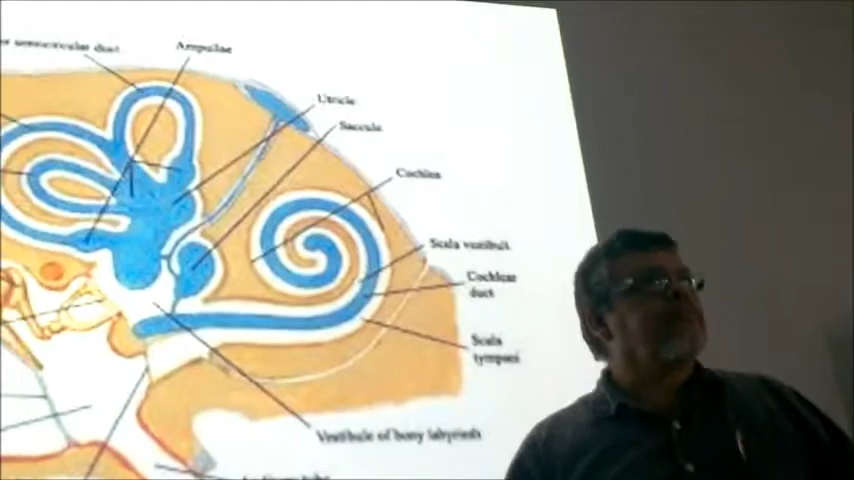 semicircular duct
Ampullae
Utricle
Saccule
Cochlea
Scala vestibuli
Cochlear
duct
Scala
tympani
Vestibule of bony labyrinth